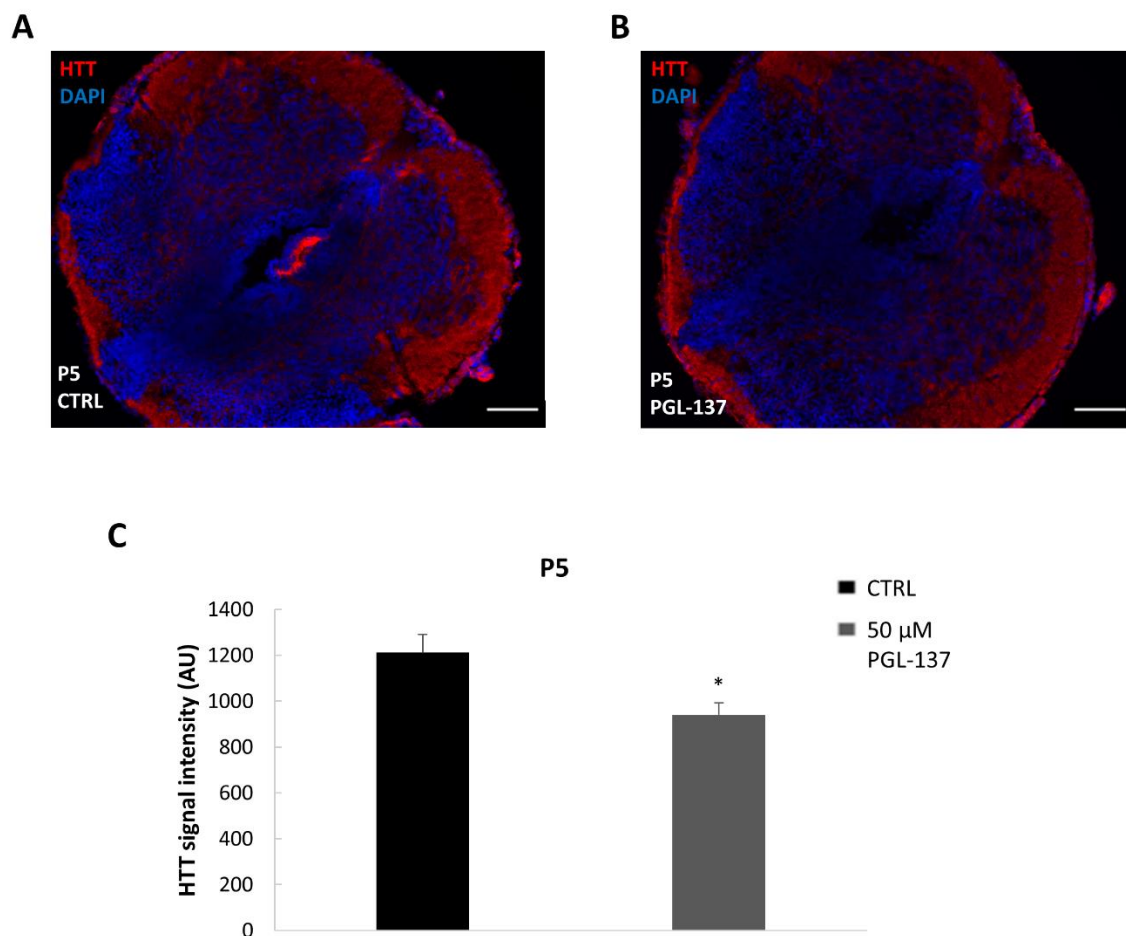 A
HTT
DAPI
P5
CTRL
B
HTT
DAPI
P5
PGL-137
C
P5
HTT signal intensity (AU)
1400
1200
1000
800
600
400
200
0
*
CTRL
50 µM
PGL-137